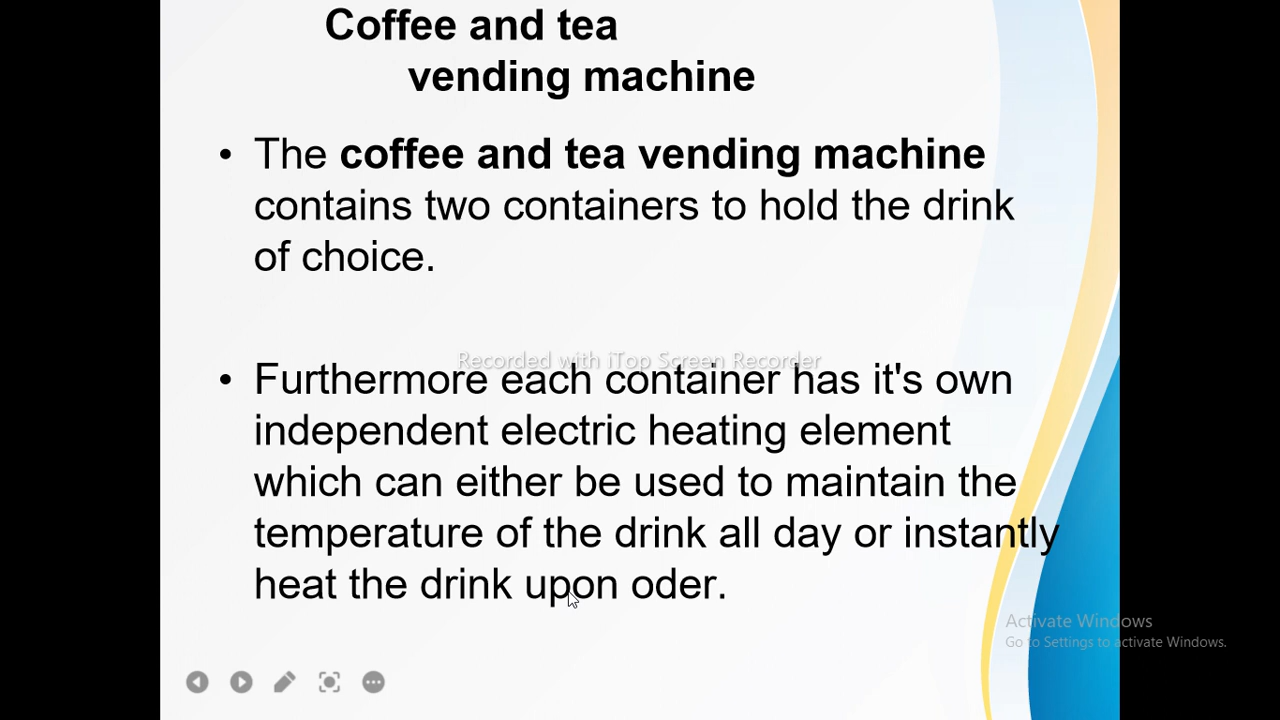 Coffee and tea
vending machine
• The coffee and tea vending machine
contains two containers to hold the drink
of choice.
Recorded with iTop Screen Recorder
• Furthermore each container has it's own
independent electric heating element
which can either be used to maintain the
temperature of the drink all day or instantly
heat the drink upon oder.
Activate Windows
Go to Settings to activate Windows.